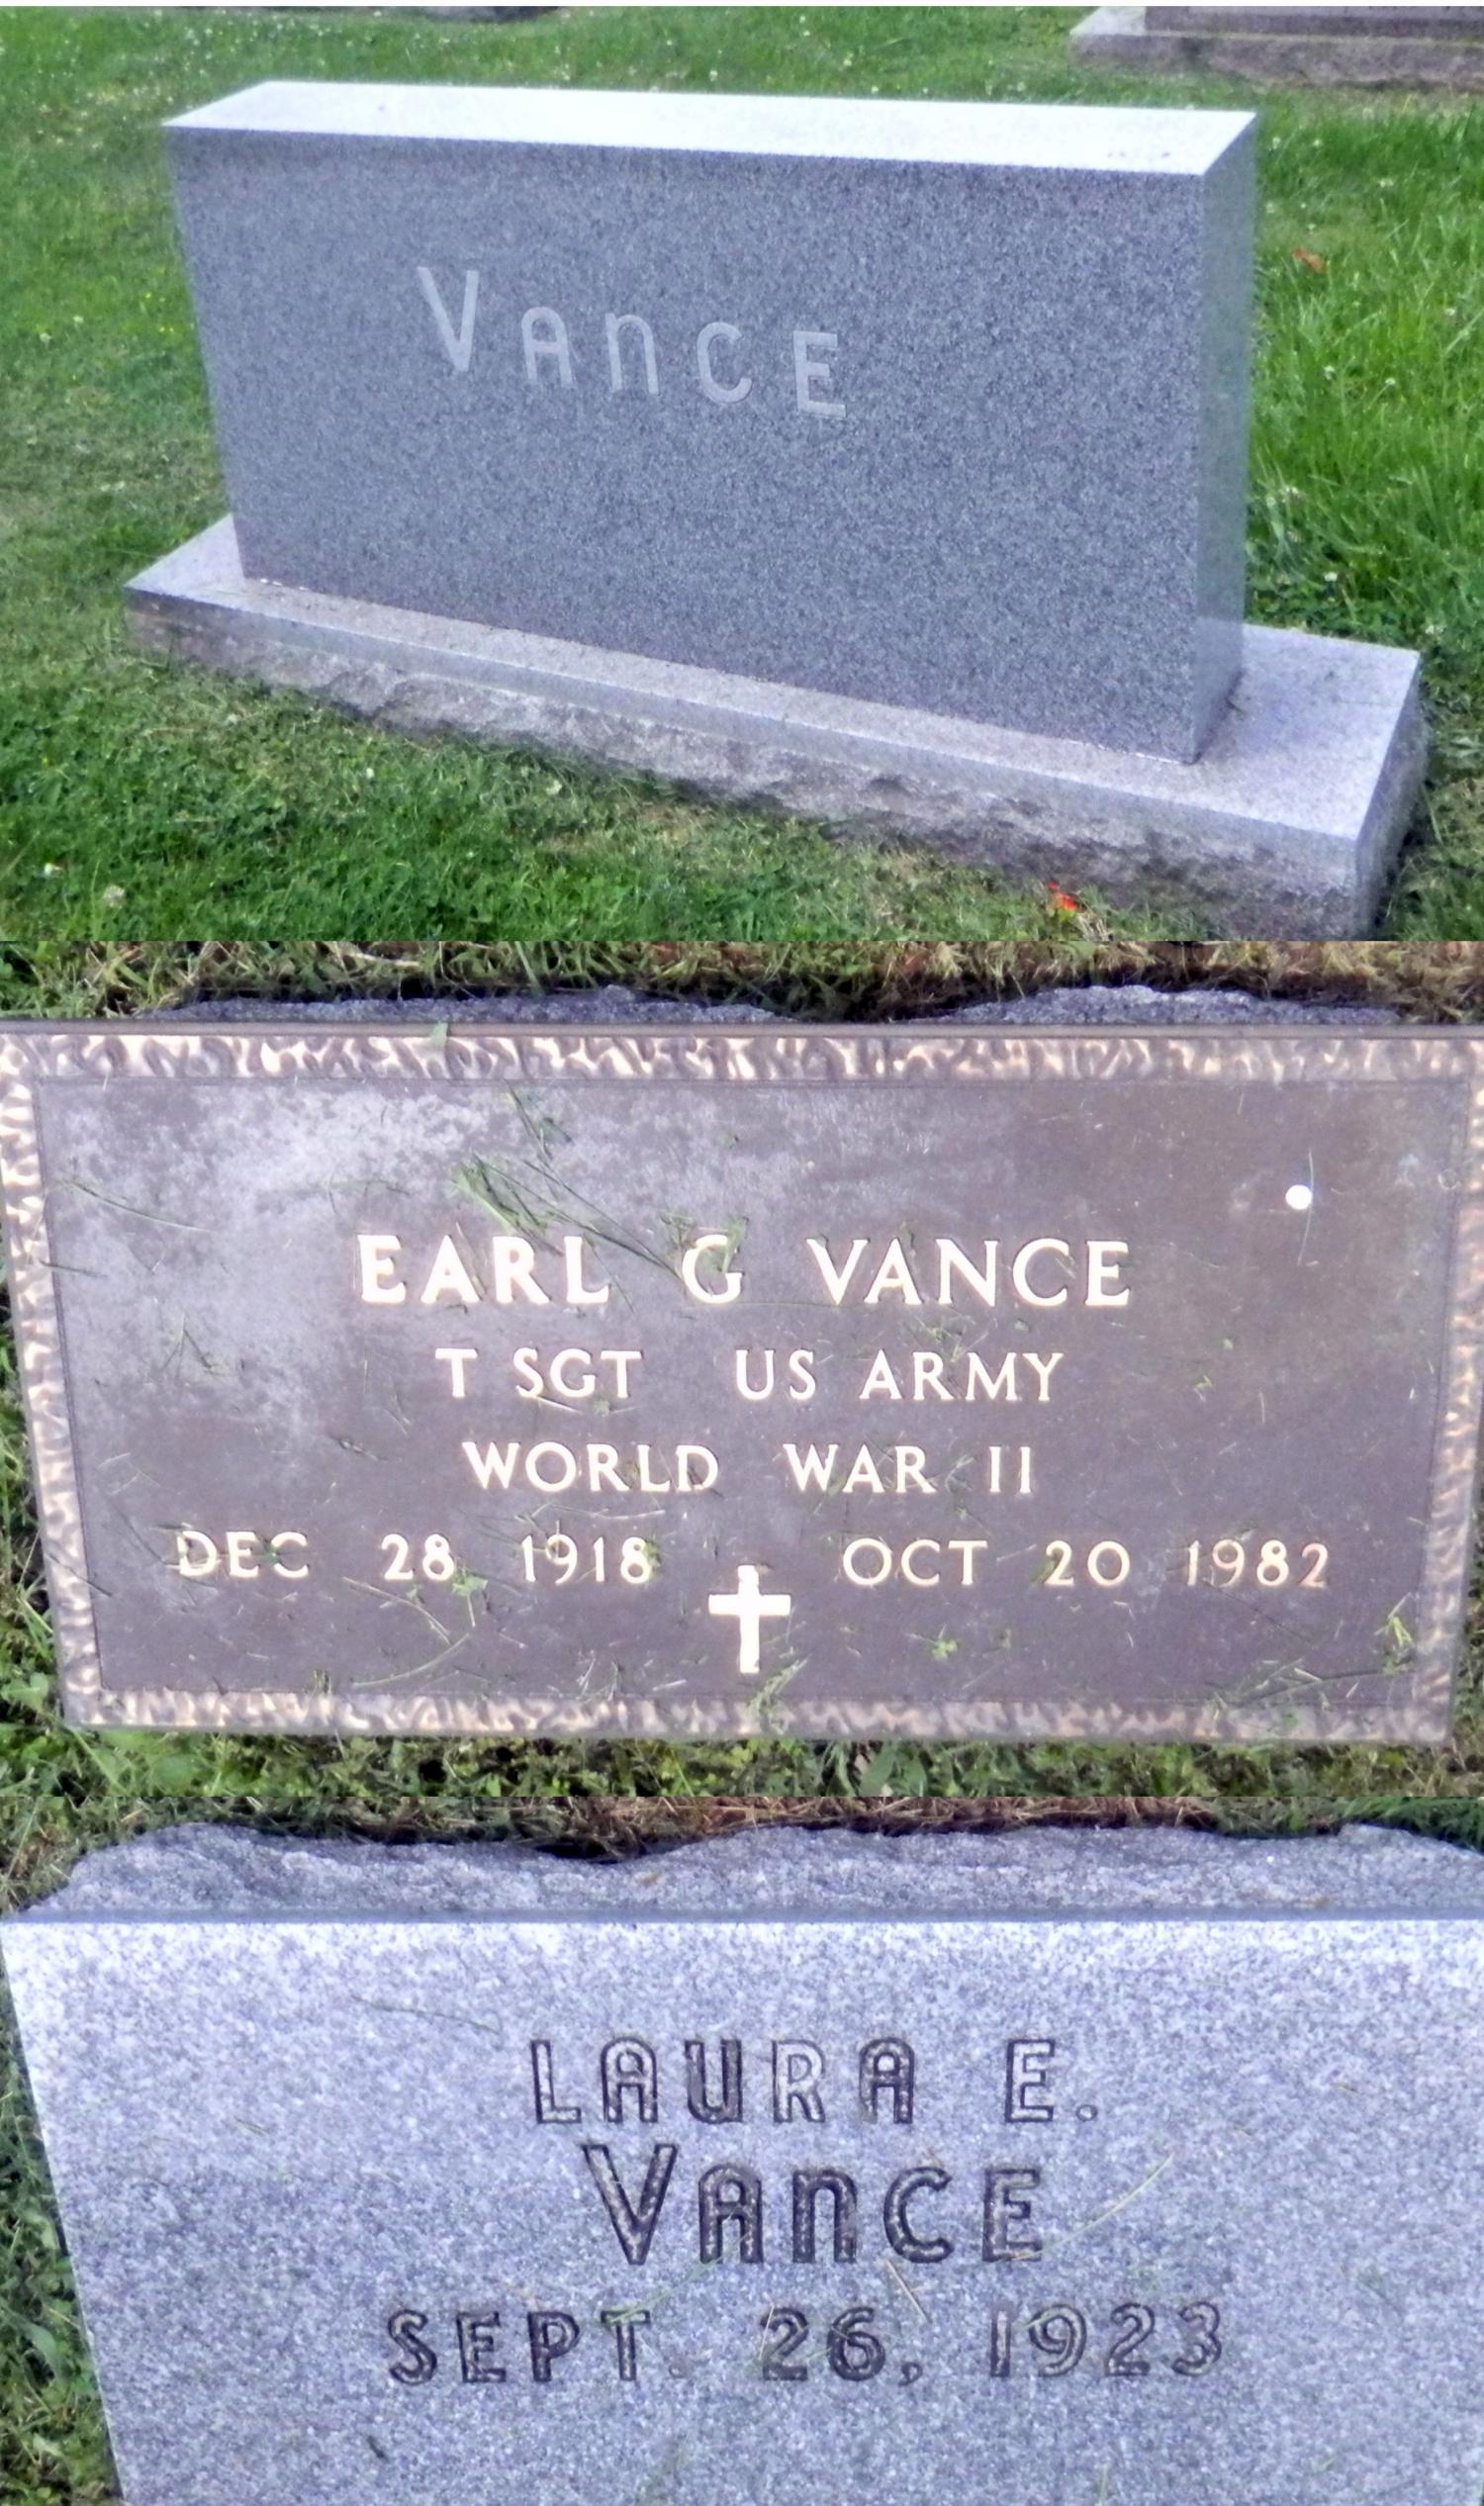 VANCE
EARL G VANCE
T SGT US ARMY
WORLD WAR II
DEC 28 1918 OCT 20 1982
LAURA E.
VANCE
SEPT. 26, 1923